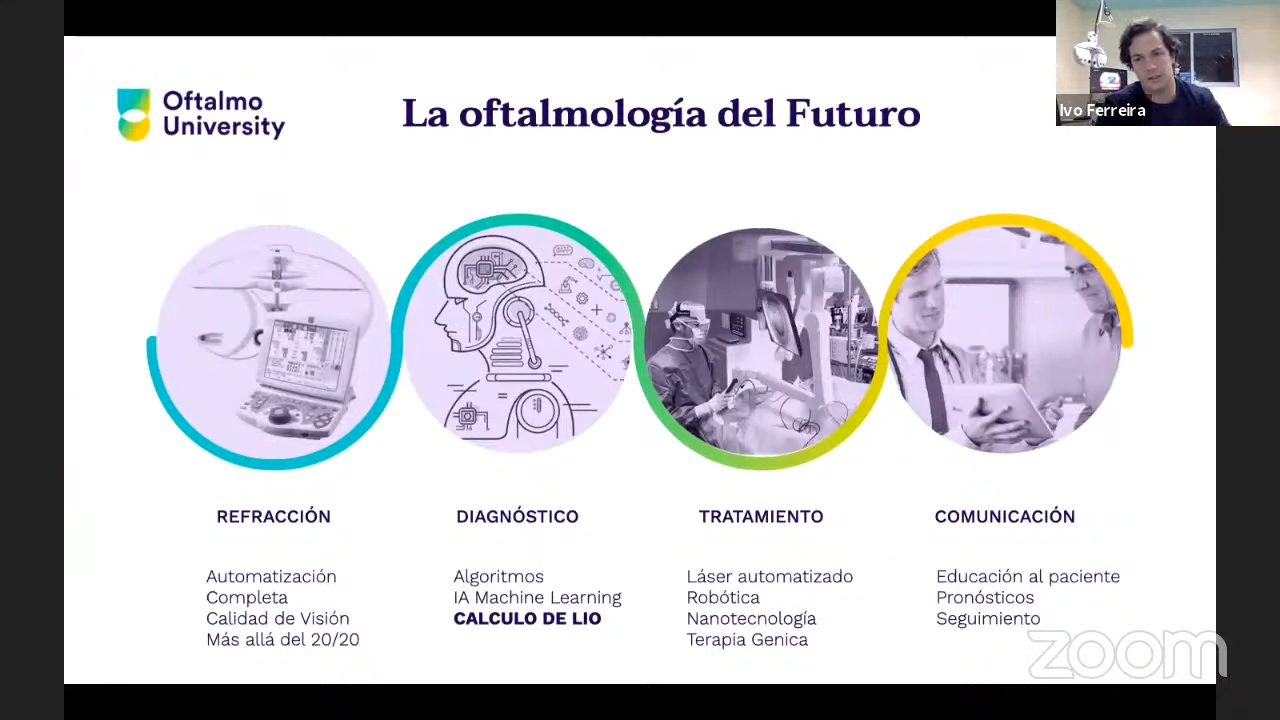 Ivo Ferreira
Oftalmo
University
La oftalmología del Futuro
REFRACCIÓN
Automatización
Completa
Calidad de Visión
Más allá del 20/20
DIAGNÓSTICO
Algoritmos
IA Machine Learning
CALCULO DE LIO
TRATAMIENTO
Láser automatizado
Robótica
Nanotecnología
Terapia Genica
COMUNICACIÓN
Educación al paciente
Pronósticos
Seguimiento
zoom